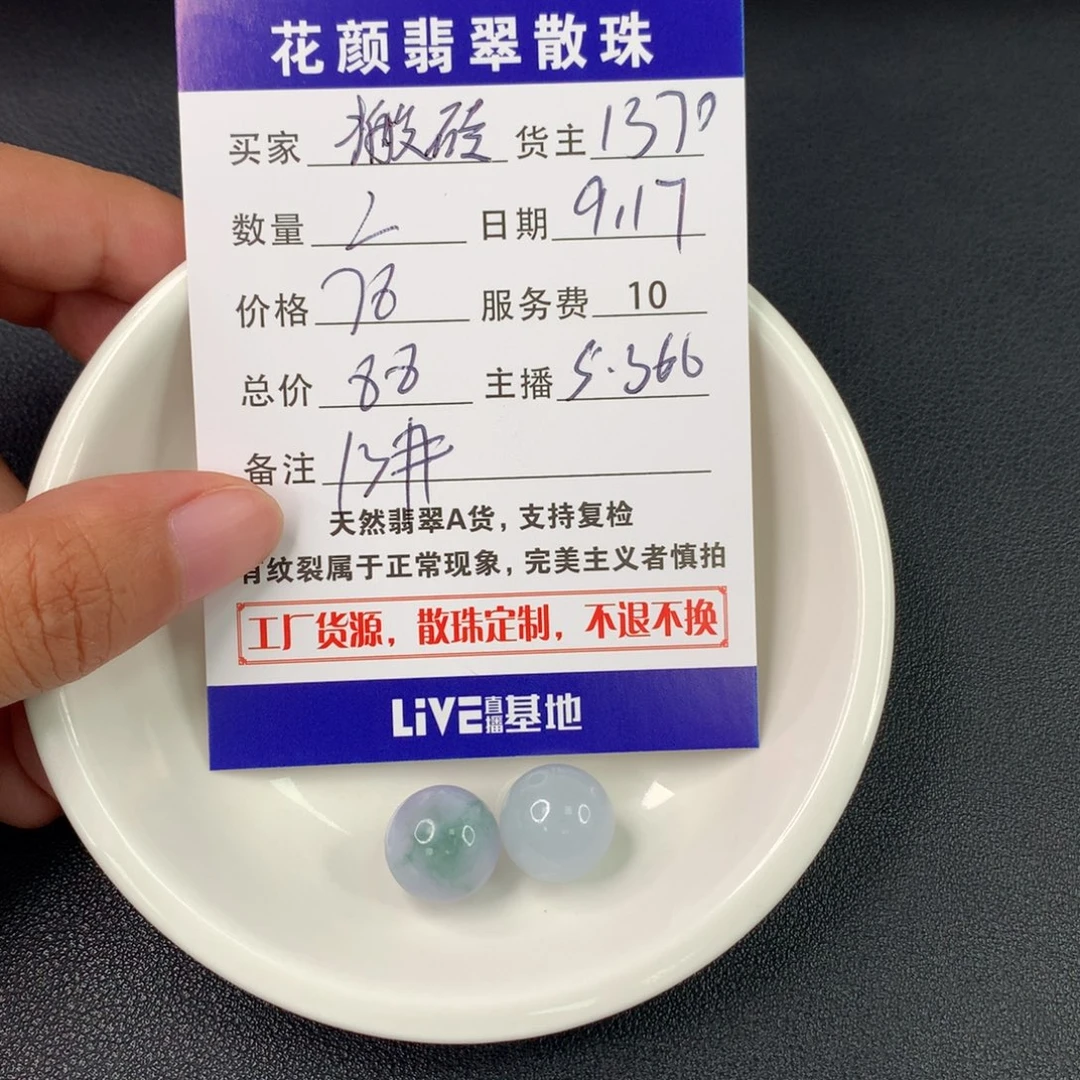 花颜翡翠散珠
买家 搬砖 货主 1370
数量 2 日期 9.17
价格 78 服务费 10
总价 88 主播 5.366
备注 13#
天然翡翠A货，支持复检
有纹裂属于正常现象，完美主义者慎拍
工厂货源，散珠定制，不退不换
LiVE直播基地